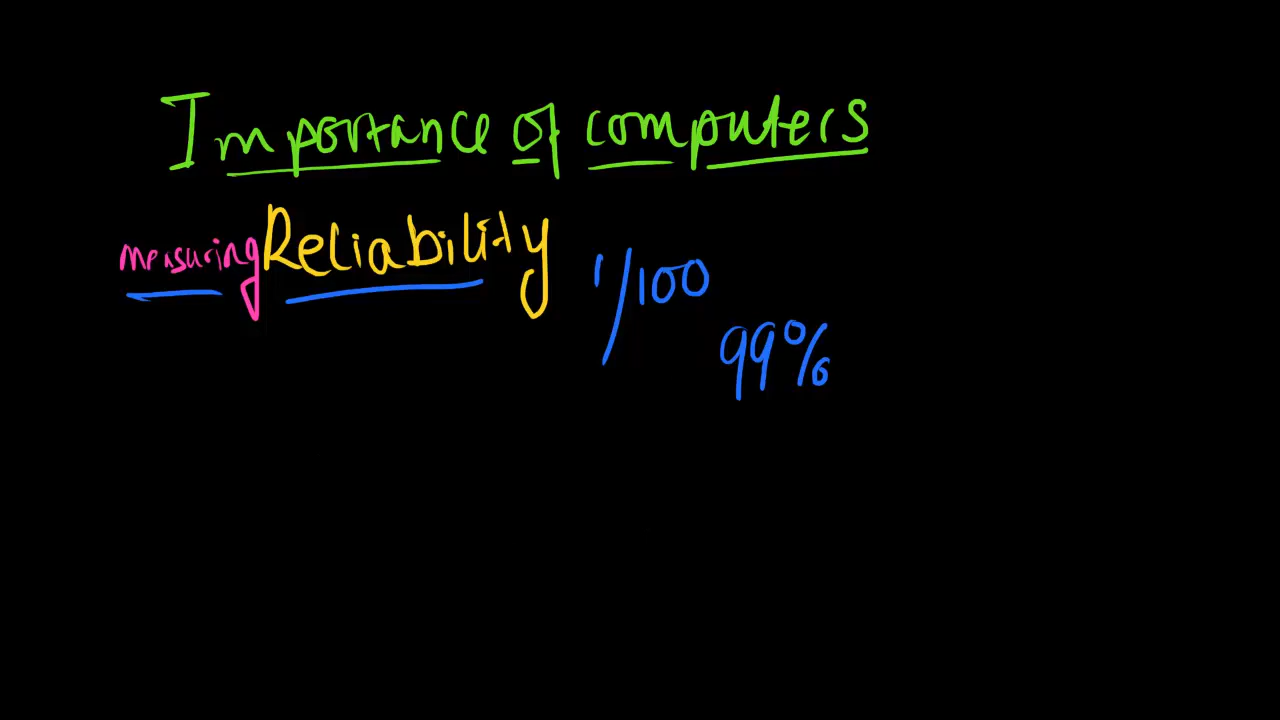 Importance of computers
measuring Reliability 1/100
99%